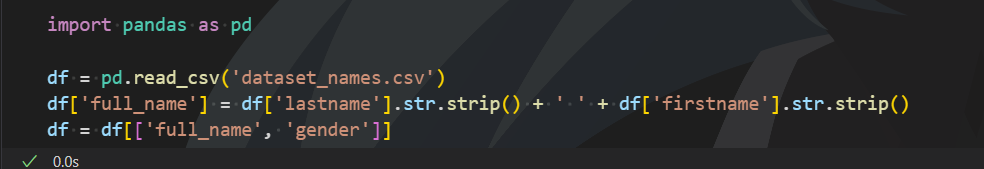 import pandas as pd
df = pd.read_csv('dataset_names.csv')
df['full_name'] = df['lastname'].str.strip() + ' ' + df['firstname'].str.strip()
df = df[['full_name', 'gender']]
0.0s